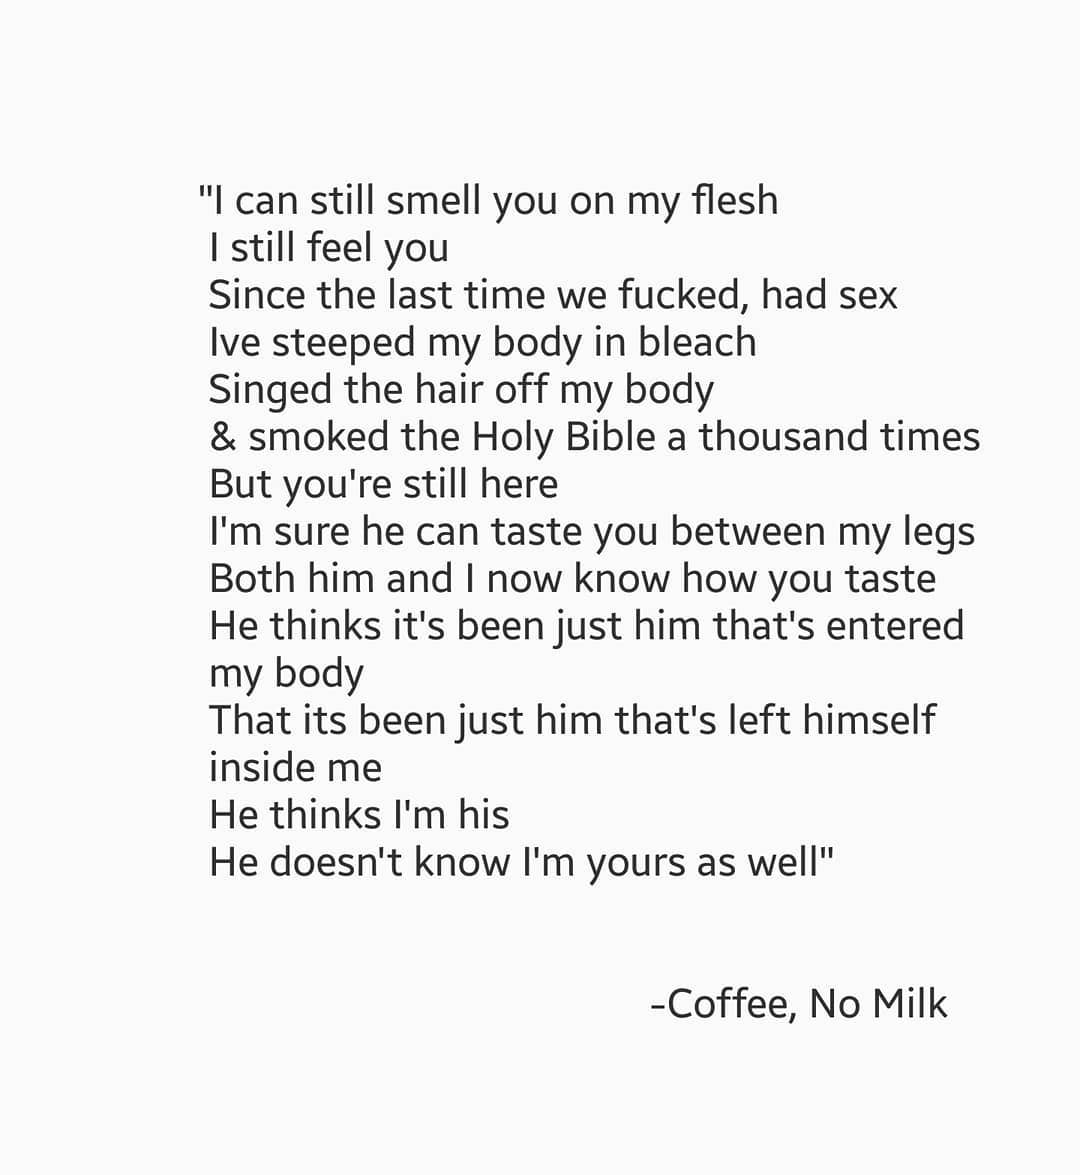 "I can still smell you on my flesh
I still feel you
Since the last time we fucked, had sex
Ive steeped my body in bleach
Singed the hair off my body
& smoked the Holy Bible a thousand times
But you're still here
I'm sure he can taste you between my legs
Both him and I now know how you taste
He thinks it's been just him that's entered
my body
That its been just him that's left himself
inside me
He thinks I'm his
He doesn't know I'm yours as well"
-Coffee, No Milk